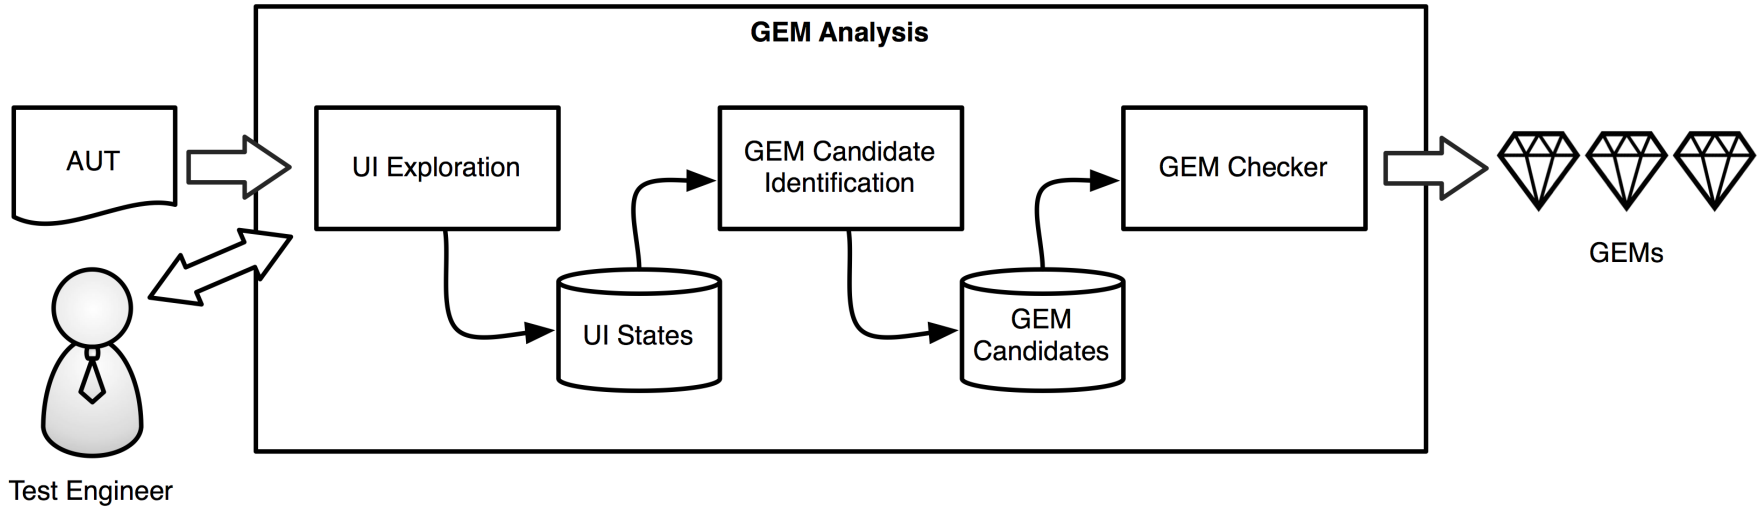 GEM Analysis
AUT
UI Exploration
GEM Candidate
Identification
GEM Checker
GEMs
UI States
GEM
Candidates
Test Engineer